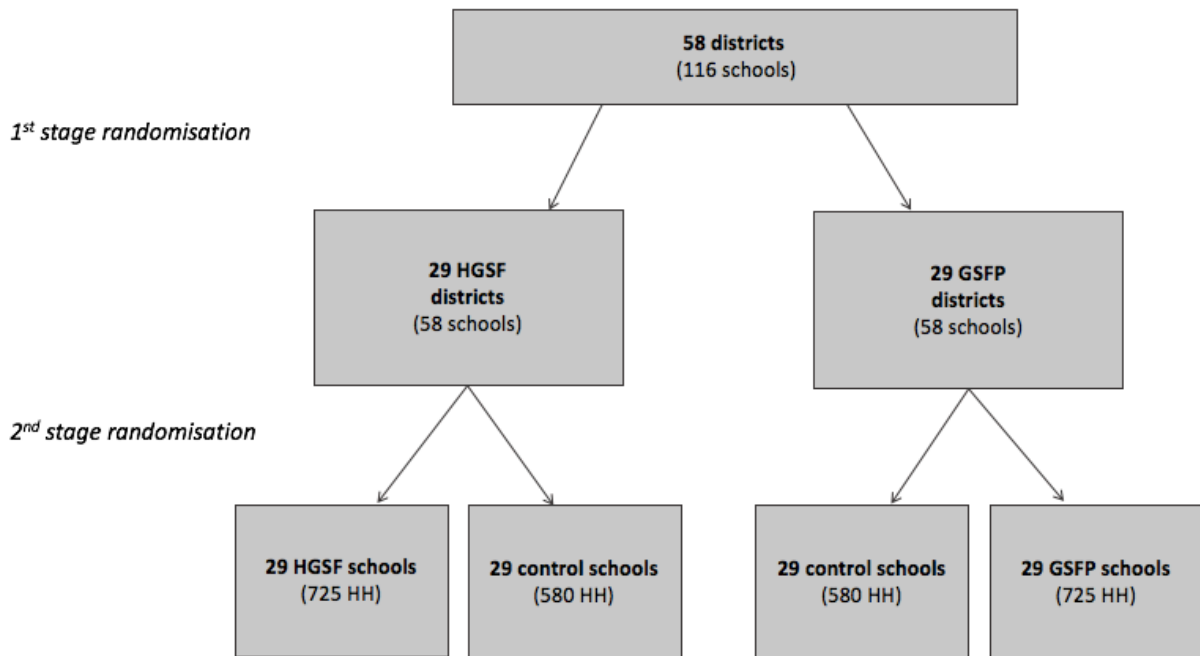 58 districts
(116 schools)
1st stage randomisation
29 HGSF
districts
(58 schools)
29 GSFP
districts
(58 schools)
2nd stage randomisation
29 HGSF schools
(725 HH)
29 control schools
(580 HH)
29 control schools
(580 HH)
29 GSFP schools
(725 HH)